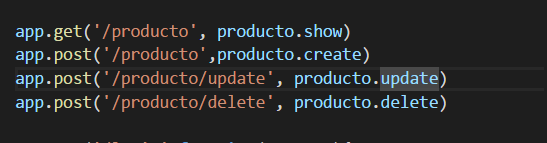 app.get('/producto', producto.show)
app.post('/producto',producto.create)
app.post('/producto/update', producto.update)
app.post('/producto/delete', producto.delete)